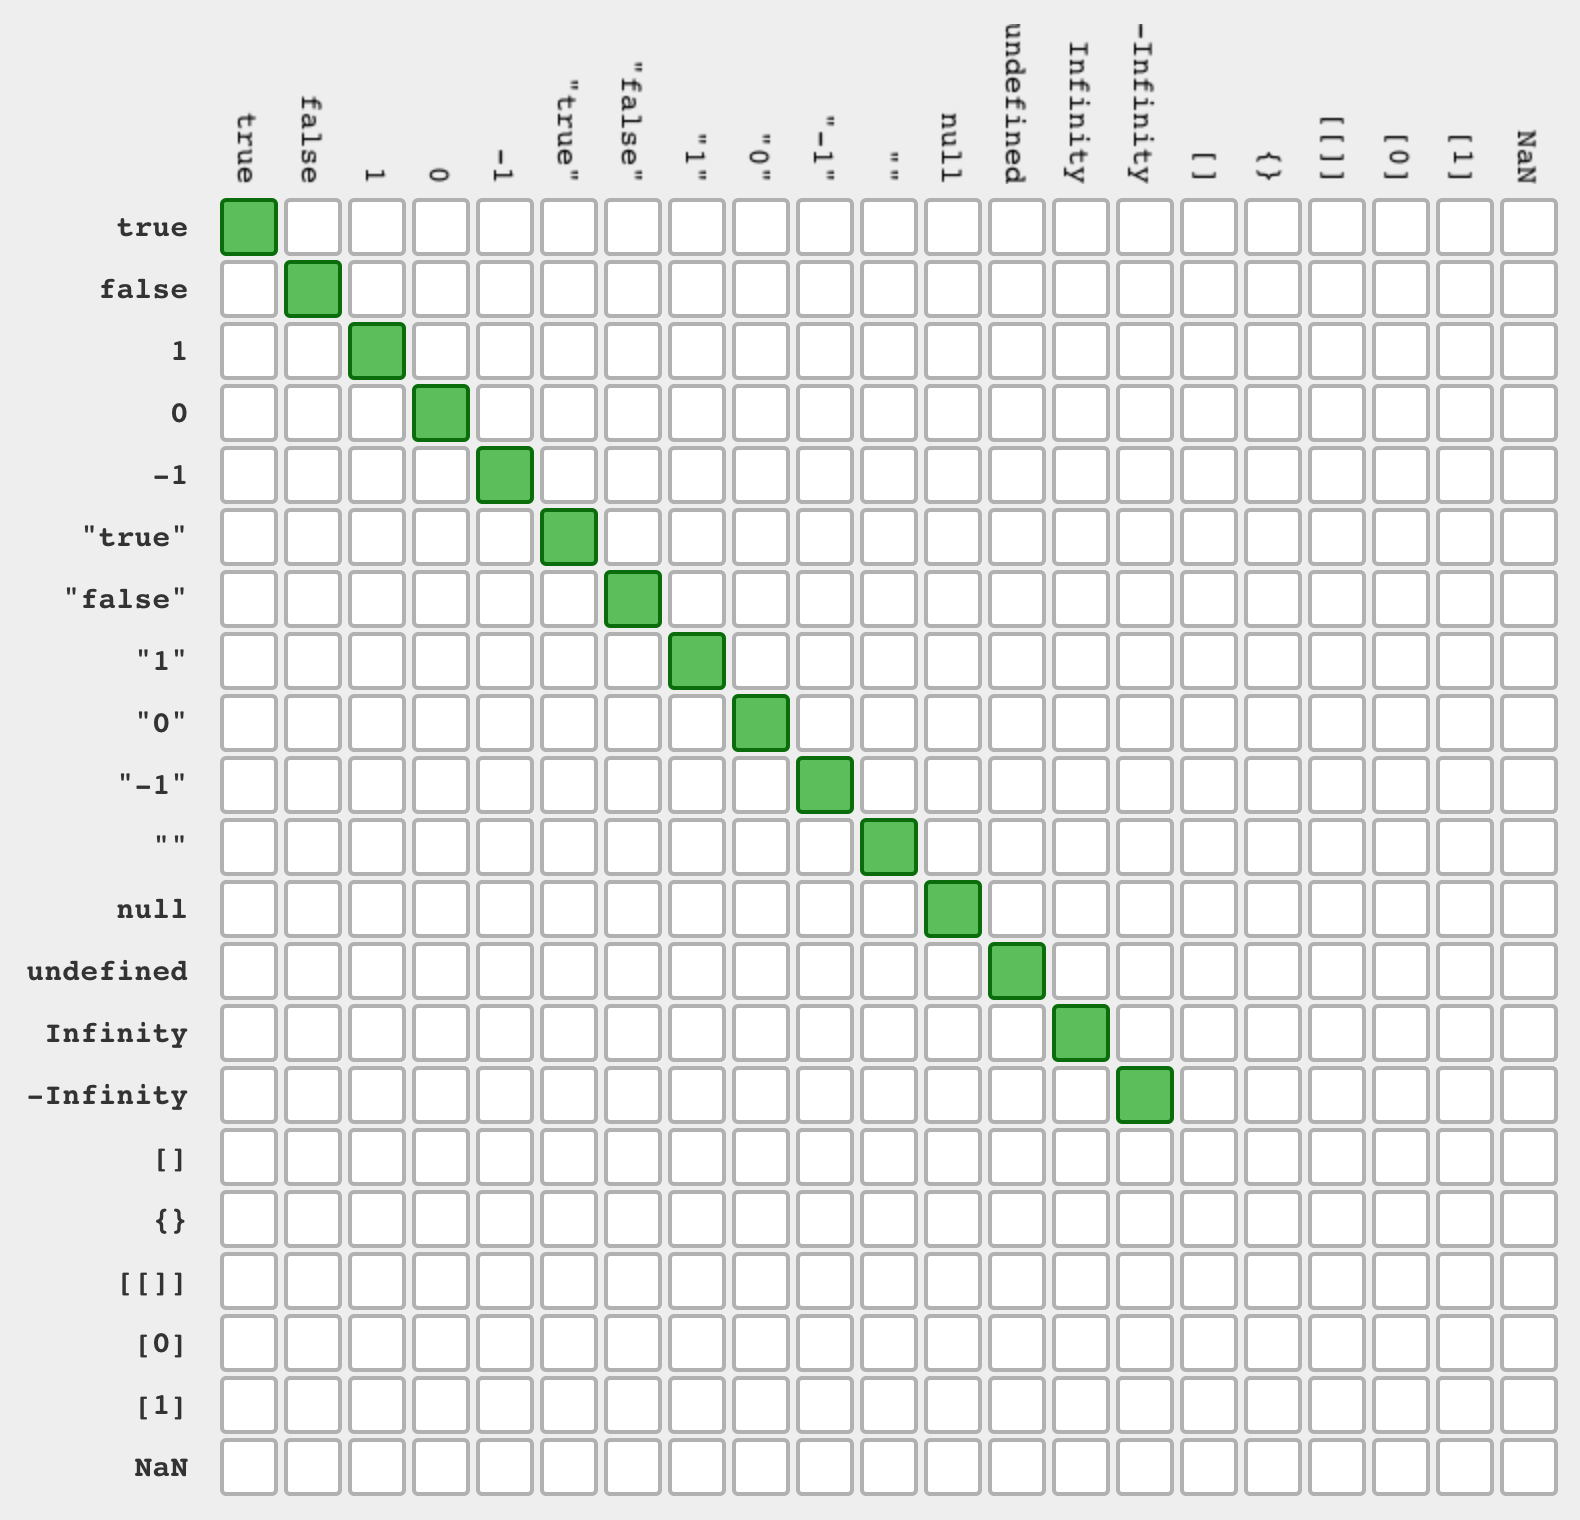 true
false
1
0
-1
"true"
"false"
"1"
"0"
"-1"
""
null
undefined
Infinity
-Infinity
[]
{}
[[]]
[0]
[1]
NaN
true
false
1
0
-1
"true"
"false"
"1"
"0"
"-1"
""
null
undefined
Infinity
-Infinity
[]
{}
[[]]
[0]
[1]
NaN